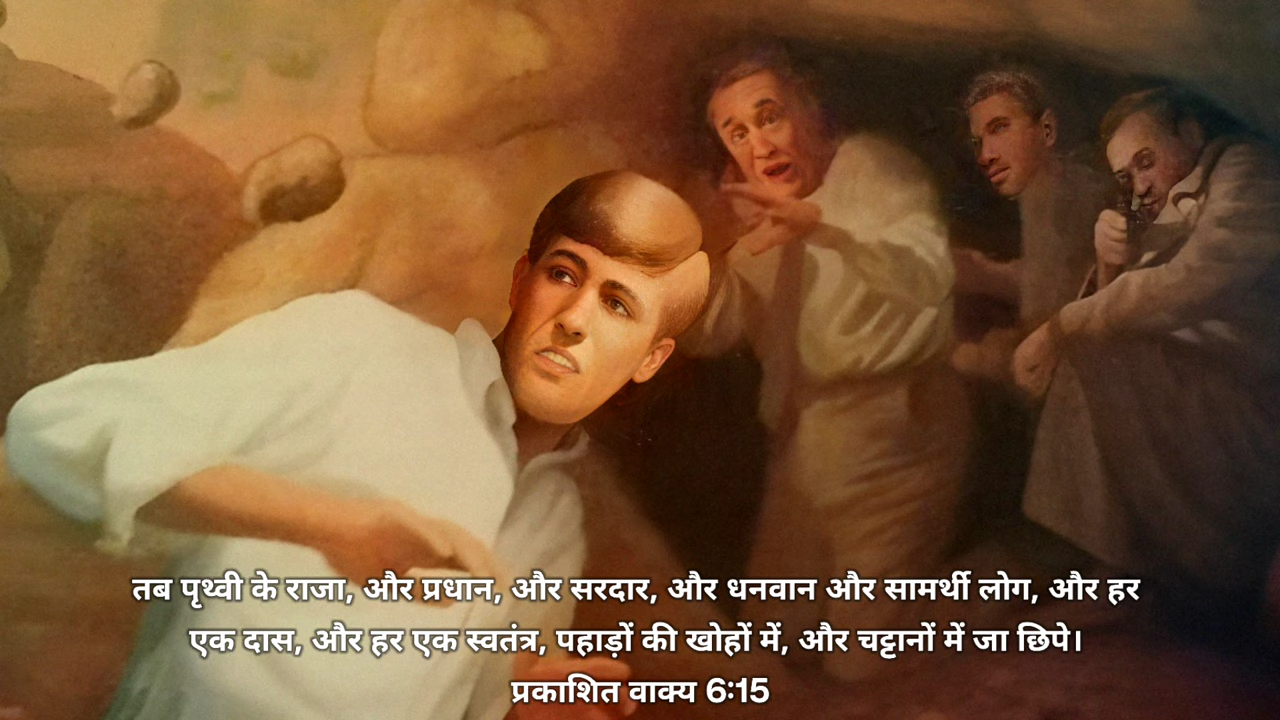 तब पृथ्वी के राजा, और प्रधान, और सरदार, और धनवान और सामर्थी लोग, और हर
एक दास, और हर एक स्वतंत्र, पहाड़ों की खोहों में, और चट्टानों में जा छिपे।
प्रकाशित वाक्य 6:15